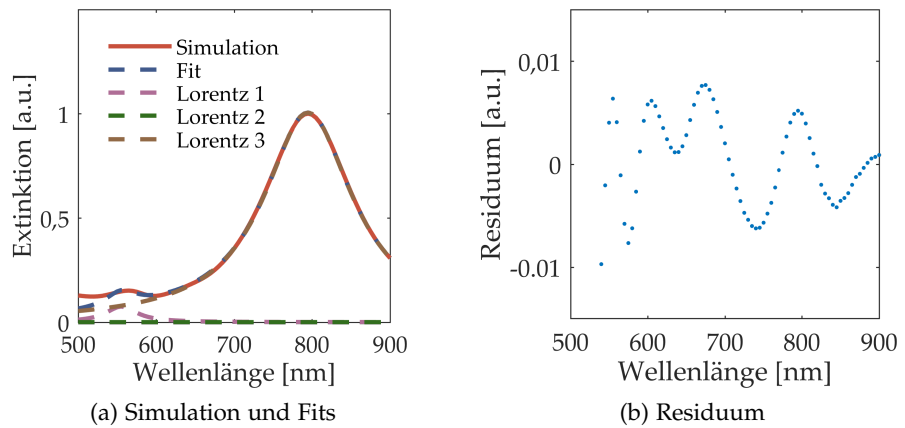 Simulation
Fit
Lorentz 1
Lorentz 2
Lorentz 3
Extinktion [a.u.]
1
0,5
0
500 600 700 800 900
Wellenlänge [nm]
(a) Simulation und Fits
Residuum [a.u.]
0,01
0
-0.01
500 600 700 800 900
Wellenlänge [nm]
(b) Residuum